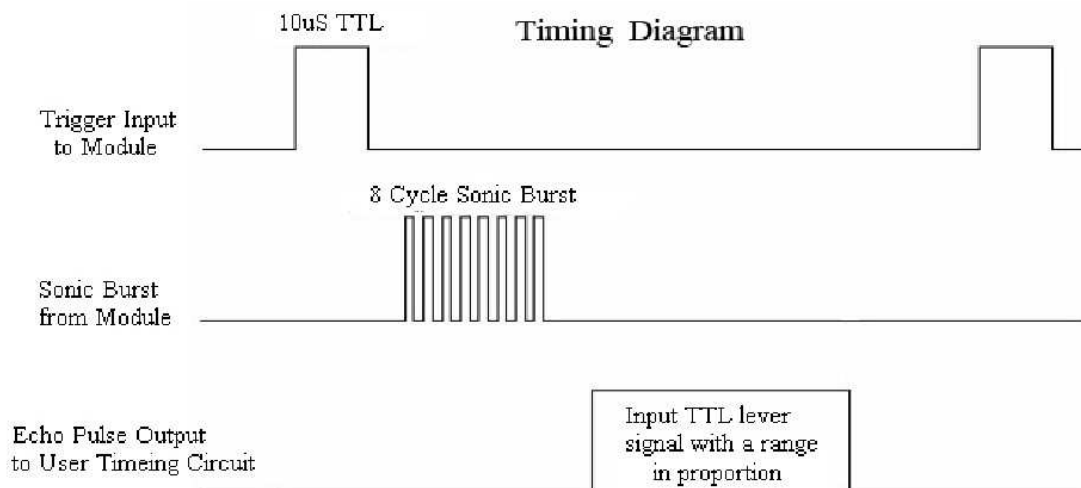 10uS TTL
Timing Diagram
Trigger Input
to Module
8 Cycle Sonic Burst
Sonic Burst
from Module
Echo Pulse Output
to User Timeing Circuit
Input TTL lever
signal with a range
in proportion